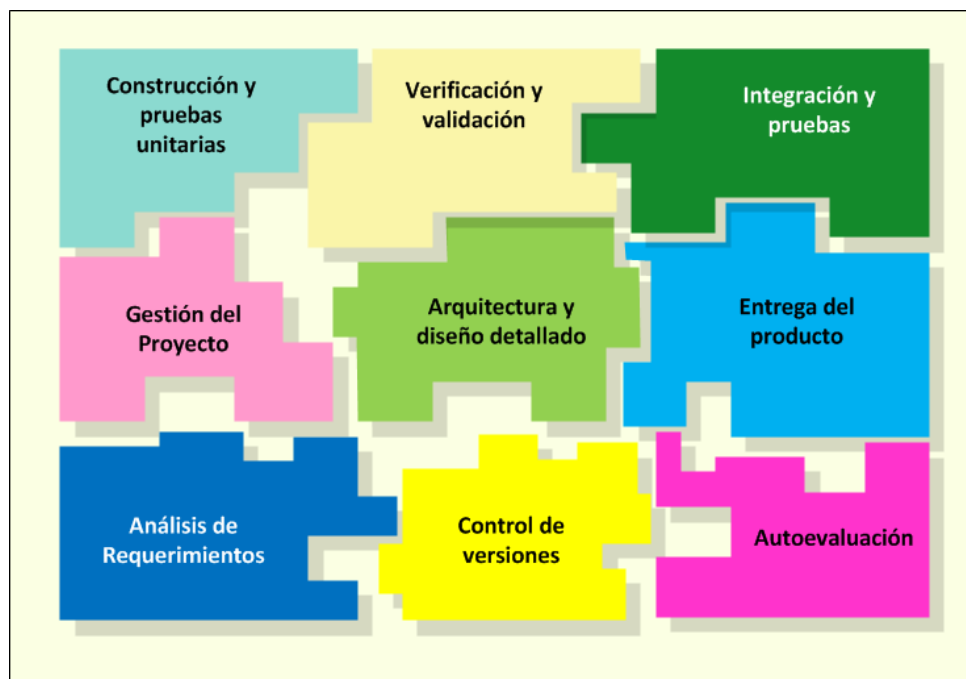 Construcción y
pruebas
unitarias
Verificación y
validación
Integración y
pruebas
Gestión del
Proyecto
Arquitectura y
diseño detallado
Entrega del
producto
Análisis de
Requerimientos
Control de
versiones
Autoevaluación